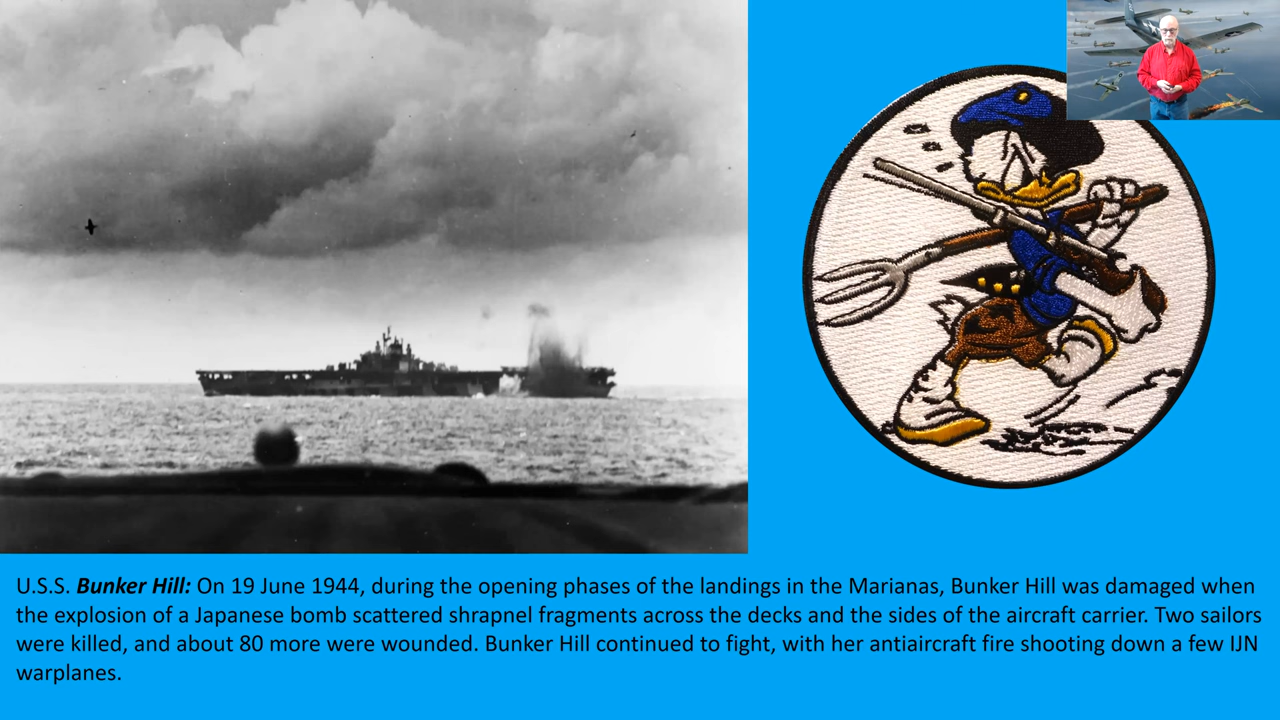 U.S.S. Bunker Hill: On 19 June 1944, during the opening phases of the landings in the Marianas, Bunker Hill was damaged when
the explosion of a Japanese bomb scattered shrapnel fragments across the decks and the sides of the aircraft carrier. Two sailors
were killed, and about 80 more were wounded. Bunker Hill continued to fight, with her antiaircraft fire shooting down a few IJN
warplanes.